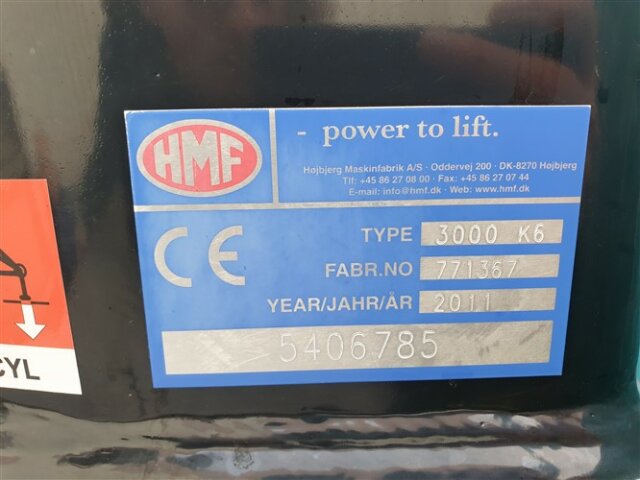 HMF
- power to lift.
Højbjerg Maskinfabrik A/S · Oddervej 200 · DK-8270 Højbjerg
Tlf: +45 86 27 08 00 · Fax: +45 86 27 07 44
E-mail: info@hmf.dk · Web: www.hmf.dk
CE
TYPE 3000 K6
FABR.NO 771367
YEAR/JAHR/ÅR 2011
5406785
CYL